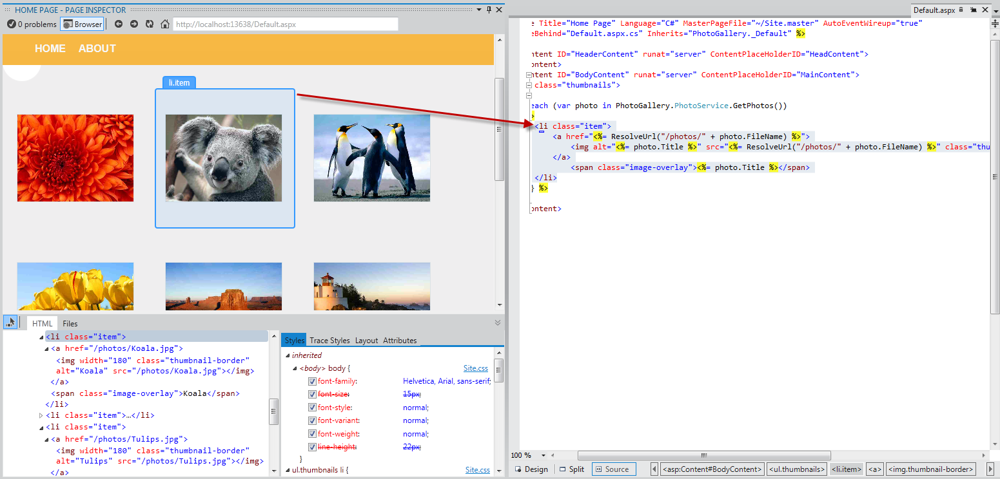 HOME PAGE - PAGE INSPECTOR
0 problems Browser http://localhost:13638/Default.aspx
HOME ABOUT
li.item
HTML Files
<li class="item">
<a href="/photos/Koala.jpg">
<img width="180" class="thumbnail-border"
alt="Koala" src="/photos/Koala.jpg"></img>
</a>
<span class="image-overlay">Koala</span>
</li>
<li class="item">…</li>
<li class="item">
<a href="/photos/Tulips.jpg">
<img width="180" class="thumbnail-border"
alt="Tulips" src="/photos/Tulips.jpg"></img>
</a>
Styles Trace Styles Layout Attributes
inherited
<body> body { Site.css
font-family: Helvetica, Arial, sans-serif;
font-size: 15px;
font-style: normal;
font-variant: normal;
font-weight: normal;
line-height: 22px;
}
ul.thumbnails li { Site.css
Default.aspx
e Title="Home Page" Language="C#" MasterPageFile="~/Site.master" AutoEventWireup="true"
eBehind="Default.aspx.cs" Inherits="PhotoGallery._Default" %>
ntent ID="HeaderContent" runat="server" ContentPlaceHolderID="HeadContent">
ontent>
ntent ID="BodyContent" runat="server" ContentPlaceHolderID="MainContent">
class="thumbnails">
each (var photo in PhotoGallery.PhotoService.GetPhotos())
>
<li class="item">
<a href="<%= ResolveUrl("/photos/" + photo.FileName) %>">
<img alt="<%= photo.Title %>" src="<%= ResolveUrl("/photos/" + photo.FileName) %>" class="thu
</a>
<span class="image-overlay"><%= photo.Title %></span>
</li>
} %>
ontent>
100 %
Design Split Source <asp:Content#BodyContent> <ul.thumbnails> <li.item> <a> <img.thumbnail-border>